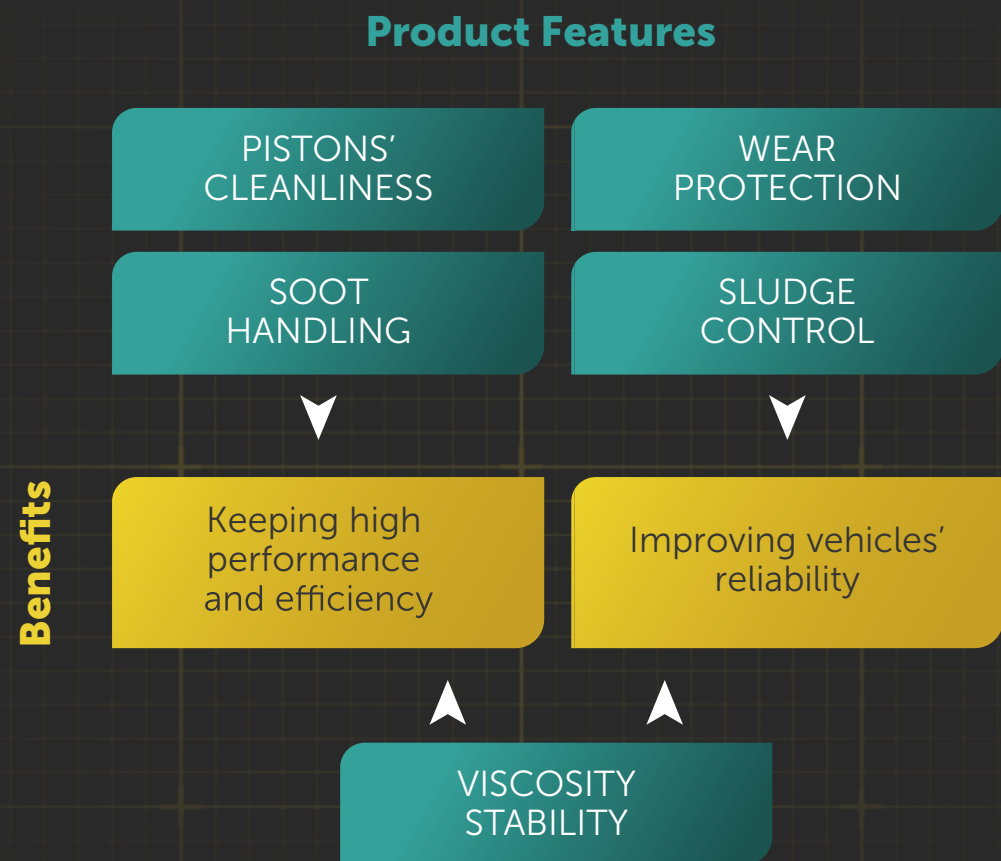 Product Features
PISTONS’
CLEANLINESS
WEAR
PROTECTION
SOOT
HANDLING
SLUDGE
CONTROL
Benefits
Keeping high
performance
and efficiency
Improving vehicles’
reliability
VISCOSITY
STABILITY